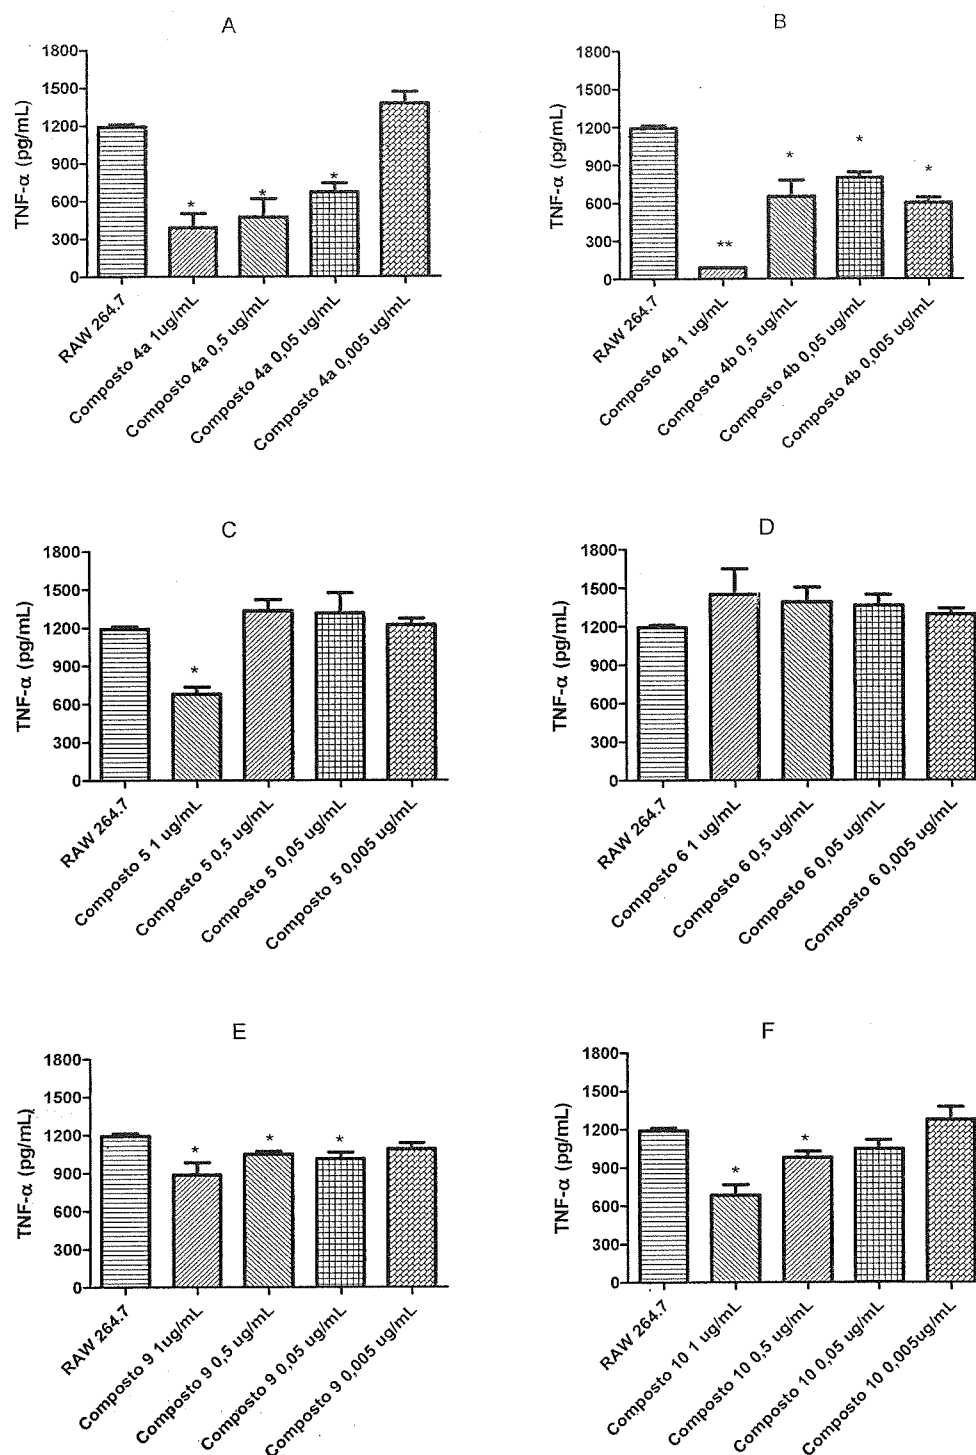 A
TNF-α (pg/mL)
1800
1500
1200
900
600
300
0
*
*
*
RAW 264.7
Composto 4a 1ug/mL
Composto 4a 0,5 ug/mL
Composto 4a 0,05 ug/mL
Composto 4a 0,005 ug/mL
B
TNF-α (pg/mL)
1800
1500
1200
900
600
300
0
**
*
*
*
RAW 264.7
Composto 4b 1 ug/mL
Composto 4b 0,5 ug/mL
Composto 4b 0,05 ug/mL
Composto 4b 0,005 ug/mL
C
TNF-α (pg/mL)
1800
1500
1200
900
600
300
0
*
RAW 264.7
Composto 5 1 ug/mL
Composto 5 0,5 ug/mL
Composto 5 0,05 ug/mL
Composto 5 0,005 ug/mL
D
TNF-α (pg/mL)
1800
1500
1200
900
600
300
0
RAW 264.7
Composto 6 1 ug/mL
Composto 6 0,5 ug/mL
Composto 6 0,05 ug/mL
Composto 6 0,005 ug/mL
E
TNF-α (pg/mL)
1800
1500
1200
900
600
300
0
*
*
*
RAW 264.7
Composto 9 1ug/mL
Composto 9 0,5 ug/mL
Composto 9 0,05 ug/mL
Composto 9 0,005 ug/mL
F
TNF-α (pg/mL)
1800
1500
1200
900
600
300
0
*
*
RAW 264.7
Composto 10 1 ug/mL
Composto 10 0,5 ug/mL
Composto 10 0,05 ug/mL
Composto 10 0,005ug/mL